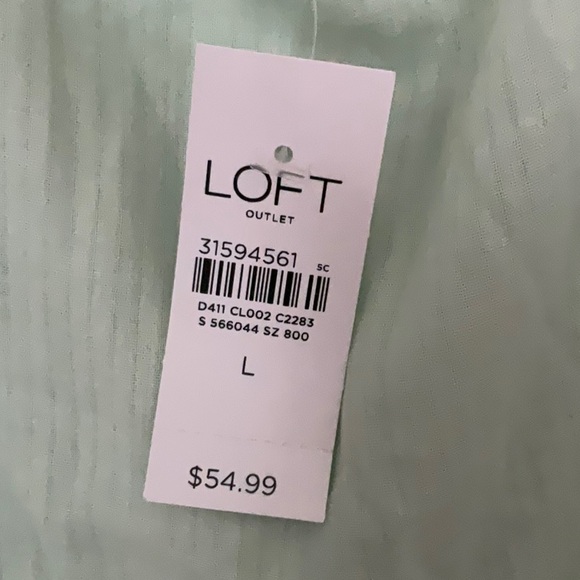 LOFT
OUTLET
31594561 SC
D411 CL002 C2283
S 566044 SZ 800
L
$54.99